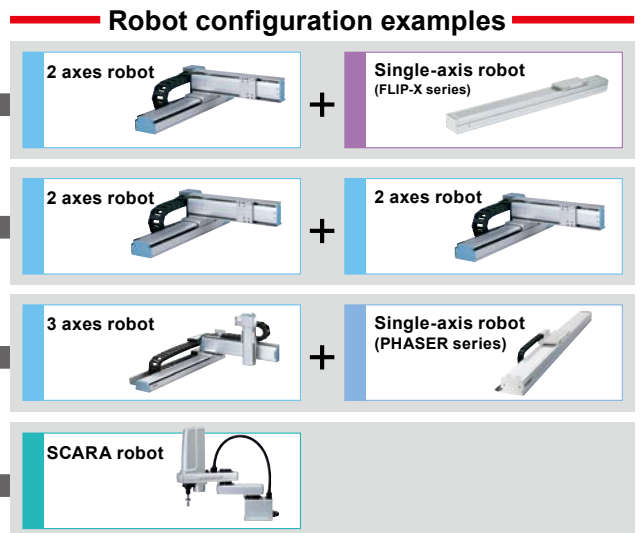 Robot configuration examples
2 axes robot
+
Single-axis robot
(FLIP-X series)
2 axes robot
+
2 axes robot
3 axes robot
+
Single-axis robot
(PHASER series)
SCARA robot